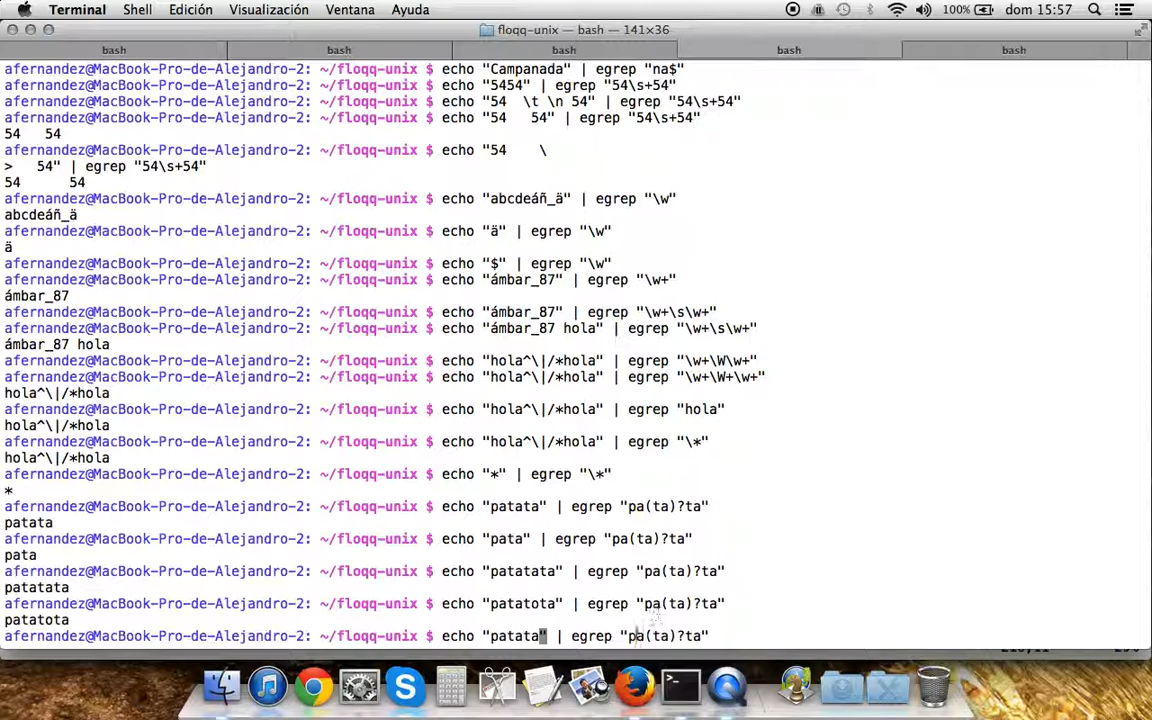 Terminal Shell Edición Visualización Ventana Ayuda 100% dom 15:57
floqq-unix — bash — 141×36
bash bash bash bash bash
afernandez@MacBook-Pro-de-Alejandro-2: ~/floqq-unix $ echo "Campanada" | egrep "na$"
afernandez@MacBook-Pro-de-Alejandro-2: ~/floqq-unix $ echo "5454" | egrep "54\s+54"
afernandez@MacBook-Pro-de-Alejandro-2: ~/floqq-unix $ echo "54  \t \n 54" | egrep "54\s+54"
afernandez@MacBook-Pro-de-Alejandro-2: ~/floqq-unix $ echo "54   54" | egrep "54\s+54"
54   54
afernandez@MacBook-Pro-de-Alejandro-2: ~/floqq-unix $ echo "54    \
>   54" | egrep "54\s+54"
54      54
afernandez@MacBook-Pro-de-Alejandro-2: ~/floqq-unix $ echo "abcdeáñ_ä" | egrep "\w"
abcdeáñ_ä
afernandez@MacBook-Pro-de-Alejandro-2: ~/floqq-unix $ echo "ä" | egrep "\w"
ä
afernandez@MacBook-Pro-de-Alejandro-2: ~/floqq-unix $ echo "$" | egrep "\w"
afernandez@MacBook-Pro-de-Alejandro-2: ~/floqq-unix $ echo "ámbar_87" | egrep "\w+"
ámbar_87
afernandez@MacBook-Pro-de-Alejandro-2: ~/floqq-unix $ echo "ámbar_87" | egrep "\w+\s\w+"
afernandez@MacBook-Pro-de-Alejandro-2: ~/floqq-unix $ echo "ámbar_87 hola" | egrep "\w+\s\w+"
ámbar_87 hola
afernandez@MacBook-Pro-de-Alejandro-2: ~/floqq-unix $ echo "hola^\|/*hola" | egrep "\w+\W\w+"
afernandez@MacBook-Pro-de-Alejandro-2: ~/floqq-unix $ echo "hola^\|/*hola" | egrep "\w+\W+\w+"
hola^\|/*hola
afernandez@MacBook-Pro-de-Alejandro-2: ~/floqq-unix $ echo "hola^\|/*hola" | egrep "hola"
hola^\|/*hola
afernandez@MacBook-Pro-de-Alejandro-2: ~/floqq-unix $ echo "hola^\|/*hola" | egrep "\*"
hola^\|/*hola
afernandez@MacBook-Pro-de-Alejandro-2: ~/floqq-unix $ echo "*" | egrep "\*"
*
afernandez@MacBook-Pro-de-Alejandro-2: ~/floqq-unix $ echo "patata" | egrep "pa(ta)?ta"
patata
afernandez@MacBook-Pro-de-Alejandro-2: ~/floqq-unix $ echo "pata" | egrep "pa(ta)?ta"
pata
afernandez@MacBook-Pro-de-Alejandro-2: ~/floqq-unix $ echo "patatata" | egrep "pa(ta)?ta"
patatata
afernandez@MacBook-Pro-de-Alejandro-2: ~/floqq-unix $ echo "patatota" | egrep "pa(ta)?ta"
patatota
afernandez@MacBook-Pro-de-Alejandro-2: ~/floqq-unix $ echo "patata" | egrep "pa(ta)?ta"